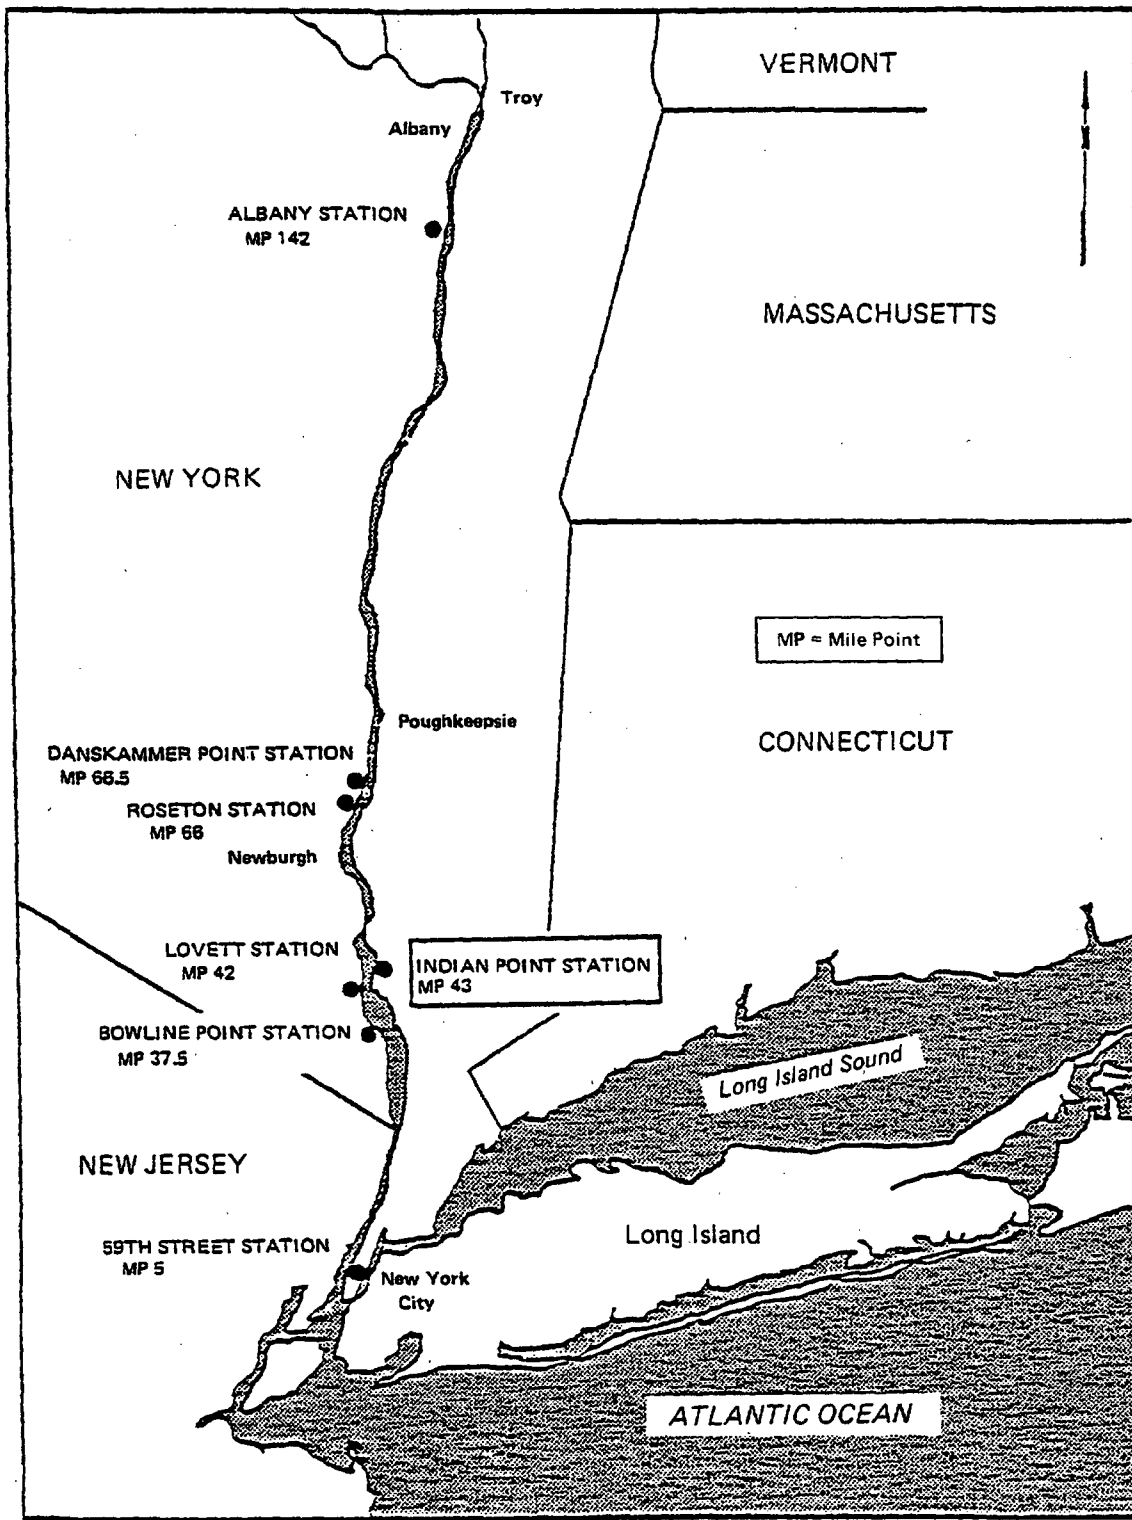 VERMONT
Troy
Albany
N
ALBANY STATION
MP 142
MASSACHUSETTS
NEW YORK
MP = Mile Point
Poughkeepsie
CONNECTICUT
DANSKAMMER POINT STATION
MP 66.5
ROSETON STATION
MP 66
Newburgh
LOVETT STATION
MP 42
INDIAN POINT STATION
MP 43
BOWLINE POINT STATION
MP 37.5
Long Island Sound
NEW JERSEY
59TH STREET STATION
MP 5
Long Island
New York
City
ATLANTIC OCEAN